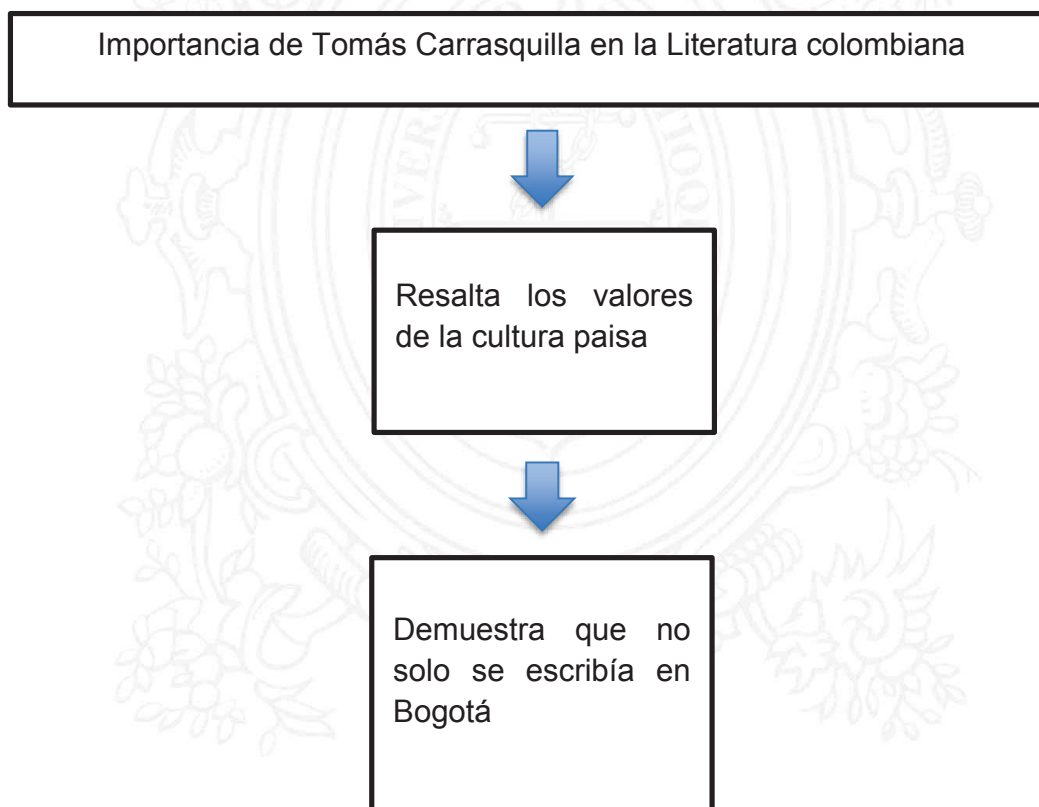 Importancia de Tomás Carrasquilla en la Literatura colombiana
Resalta los valores
de la cultura paisa
Demuestra que no
solo se escribía en
Bogotá